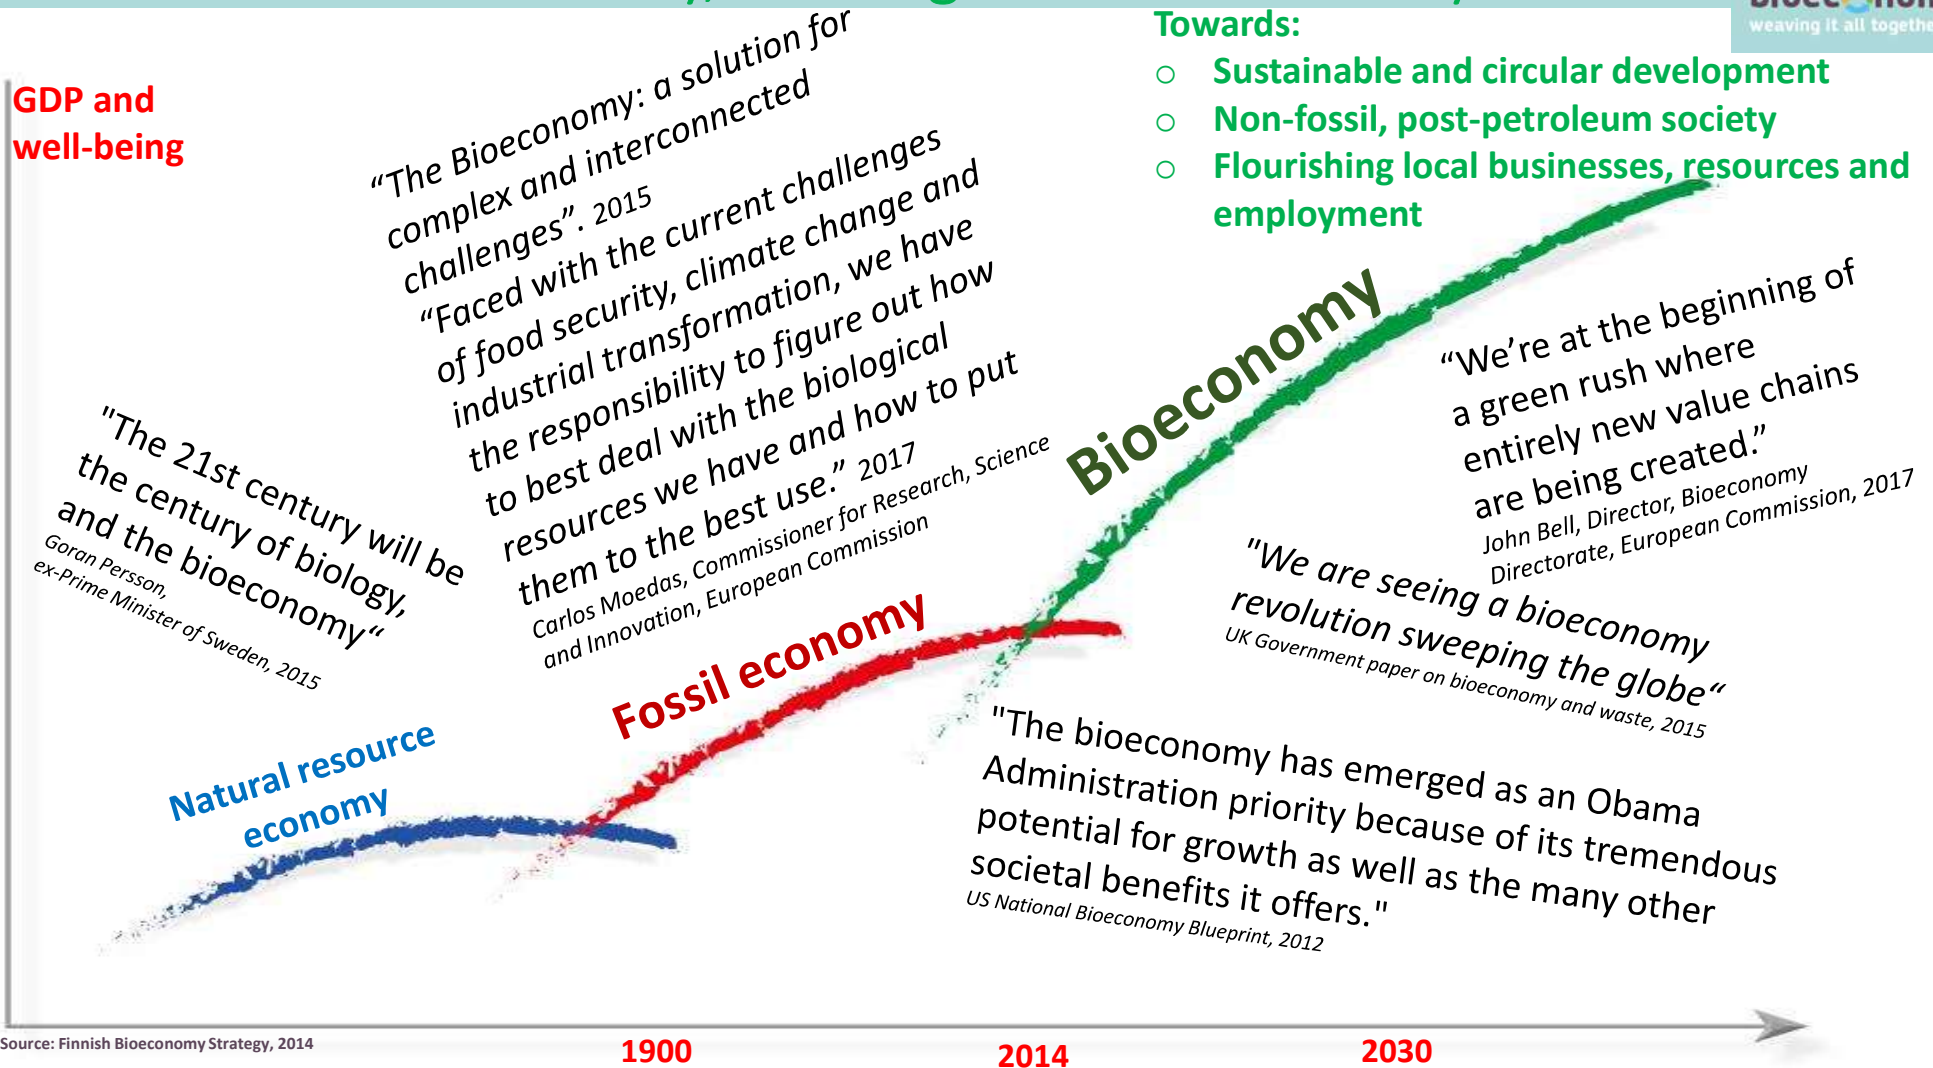 weaving it all togethe
Towards:
o Sustainable and circular development
o Non-fossil, post-petroleum society
o Flourishing local businesses, resources and
employment
GDP and
well-being
“The Bioeconomy: a solution for
complex and interconnected
challenges”. 2015
“Faced with the current challenges
of food security, climate change and
industrial transformation, we have
the responsibility to figure out how
to best deal with the biological
resources we have and how to put
them to the best use.” 2017
Carlos Moedas, Commissioner for Research, Science
and Innovation, European Commission
"The 21st century will be
the century of biology,
and the bioeconomy“
Goran Persson,
ex-Prime Minister of Sweden, 2015
Bioeconomy
“We’re at the beginning of
a green rush where
entirely new value chains
are being created.”
John Bell, Director, Bioeconomy
Directorate, European Commission, 2017
"We are seeing a bioeconomy
revolution sweeping the globe“
UK Government paper on bioeconomy and waste, 2015
Fossil economy
Natural resource
economy
"The bioeconomy has emerged as an Obama
Administration priority because of its tremendous
potential for growth as well as the many other
societal benefits it offers."
US National Bioeconomy Blueprint, 2012
Source: Finnish Bioeconomy Strategy, 2014
1900
2014
2030